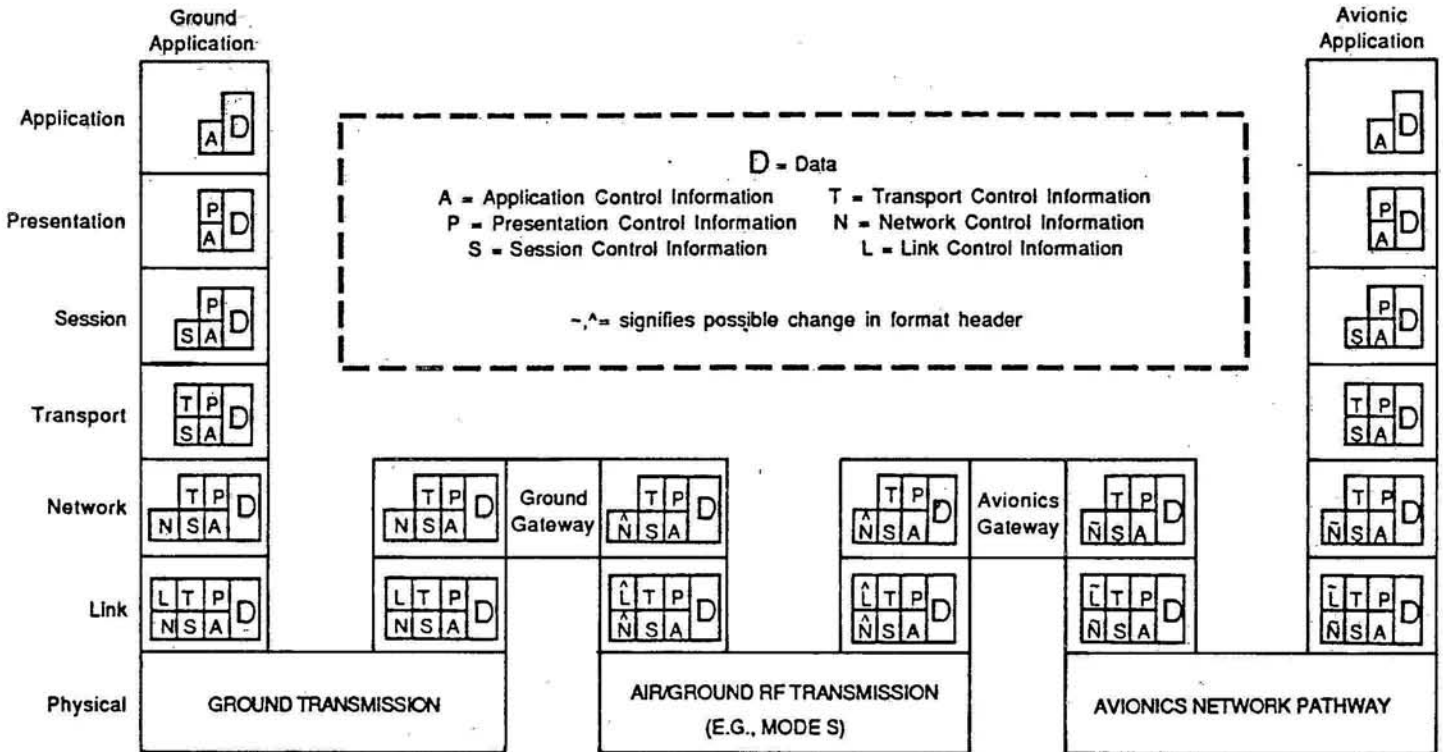 Ground
Application
Avionic
Application
Application
A D
A D
D = Data
A = Application Control Information T = Transport Control Information
P = Presentation Control Information N = Network Control Information
S = Session Control Information L = Link Control Information
~,^= signifies possible change in format header
Presentation
P
A D
P
A D
Session
P
S A D
P
S A D
Transport
T P
S A D
T P
S A D
Network
T P
N S A D
T P
N S A D
Ground
Gateway
T P
N̂ S A D
T P
N̂ S A D
Avionics
Gateway
T P
Ñ S A D
T P
Ñ S A D
Link
L T P
N S A D
L T P
N S A D
L̂ T P
N̂ S A D
L̂ T P
N̂ S A D
L̃ T P
Ñ S A D
L̃ T P
Ñ S A D
Physical
GROUND TRANSMISSION
AIR/GROUND RF TRANSMISSION
(E.G., MODE S)
AVIONICS NETWORK PATHWAY